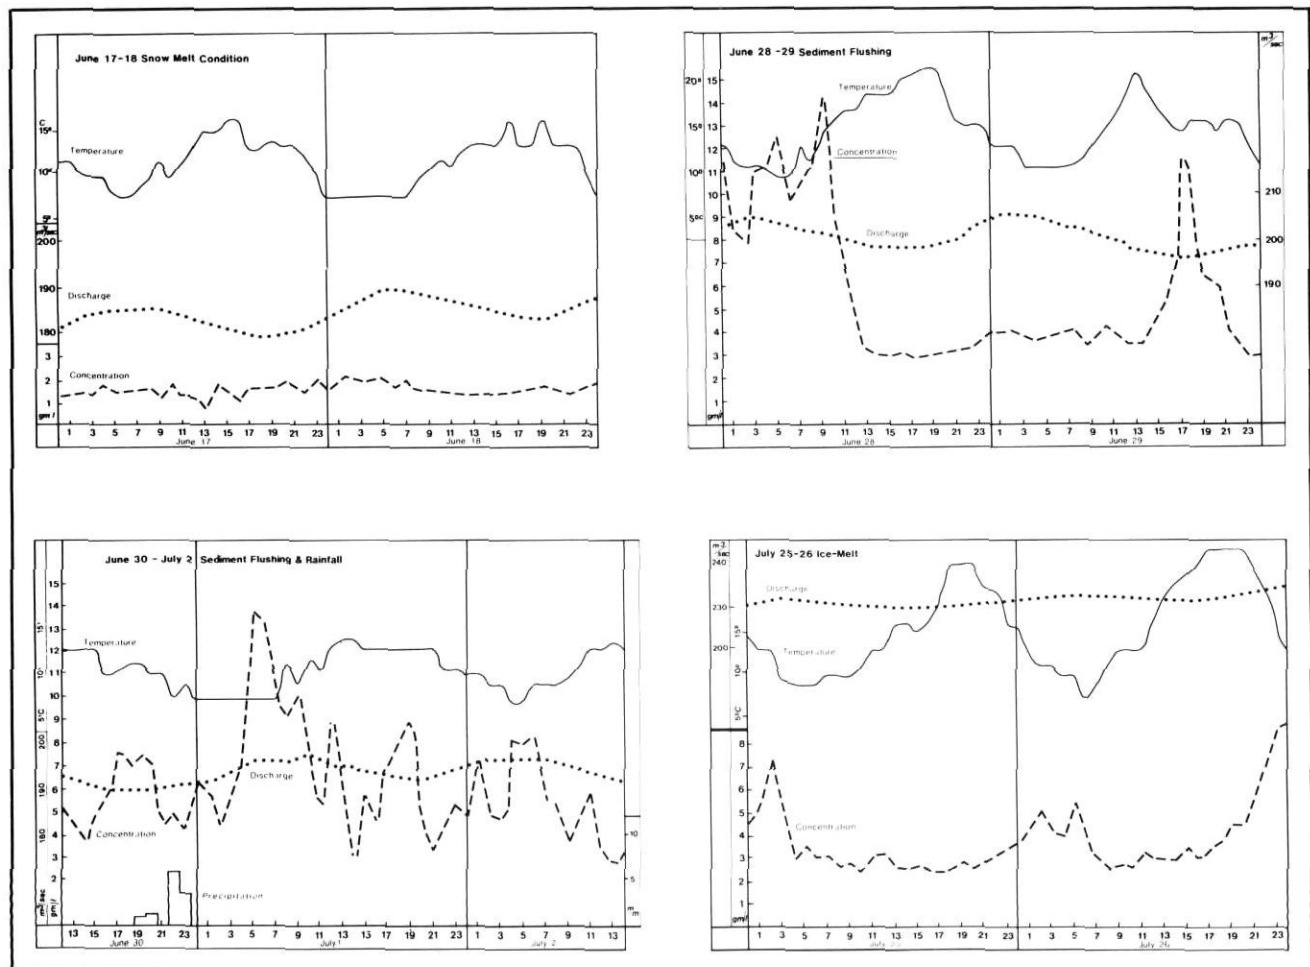 June 17-18 Snow Melt Condition
C
15°
Temperature
10°
5°
m³/sec
200
190
Discharge
180
3
Concentration
2
1
gm/l
1 3 5 7 9 11 13 15 17 19 21 23 1 3 5 7 9 11 13 15 17 19 21 23
June 17 June 18
June 28-29 Sediment Flushing
m3/sec
20° 15
Temperature
14
15° 13
12
Concentration
11
10° 10
210
5°C 9
Discharge
8
200
7
6
190
5
4
3
2
1
gm/l
1 3 5 7 9 11 13 15 17 19 21 23 1 3 5 7 9 11 13 15 17 19 21 23
June 28 June 29
June 30 - July 2 Sediment Flushing & Rainfall
15
14
15° 13
Temperature
12
10° 11
10
5°C 9
200 8
7
Discharge
190 6
5
Concentration
180 4
10
3
2
5
Precipitation
1
m³/sec gm/l
mm
13 15 17 19 21 23 1 3 5 7 9 11 13 15 17 19 21 23 1 3 5 7 9 11 13
June 30 July 1 July 2
July 25-26 Ice-Melt
m3/sec
240
Discharge
230
15°
200
Temperature
10°
5°C
8
7
6
5
Concentration
4
3
2
1
gm/l
1 3 5 7 9 11 13 15 17 19 21 23 1 3 5 7 9 11 13 15 17 19 21 23
July 25 July 26